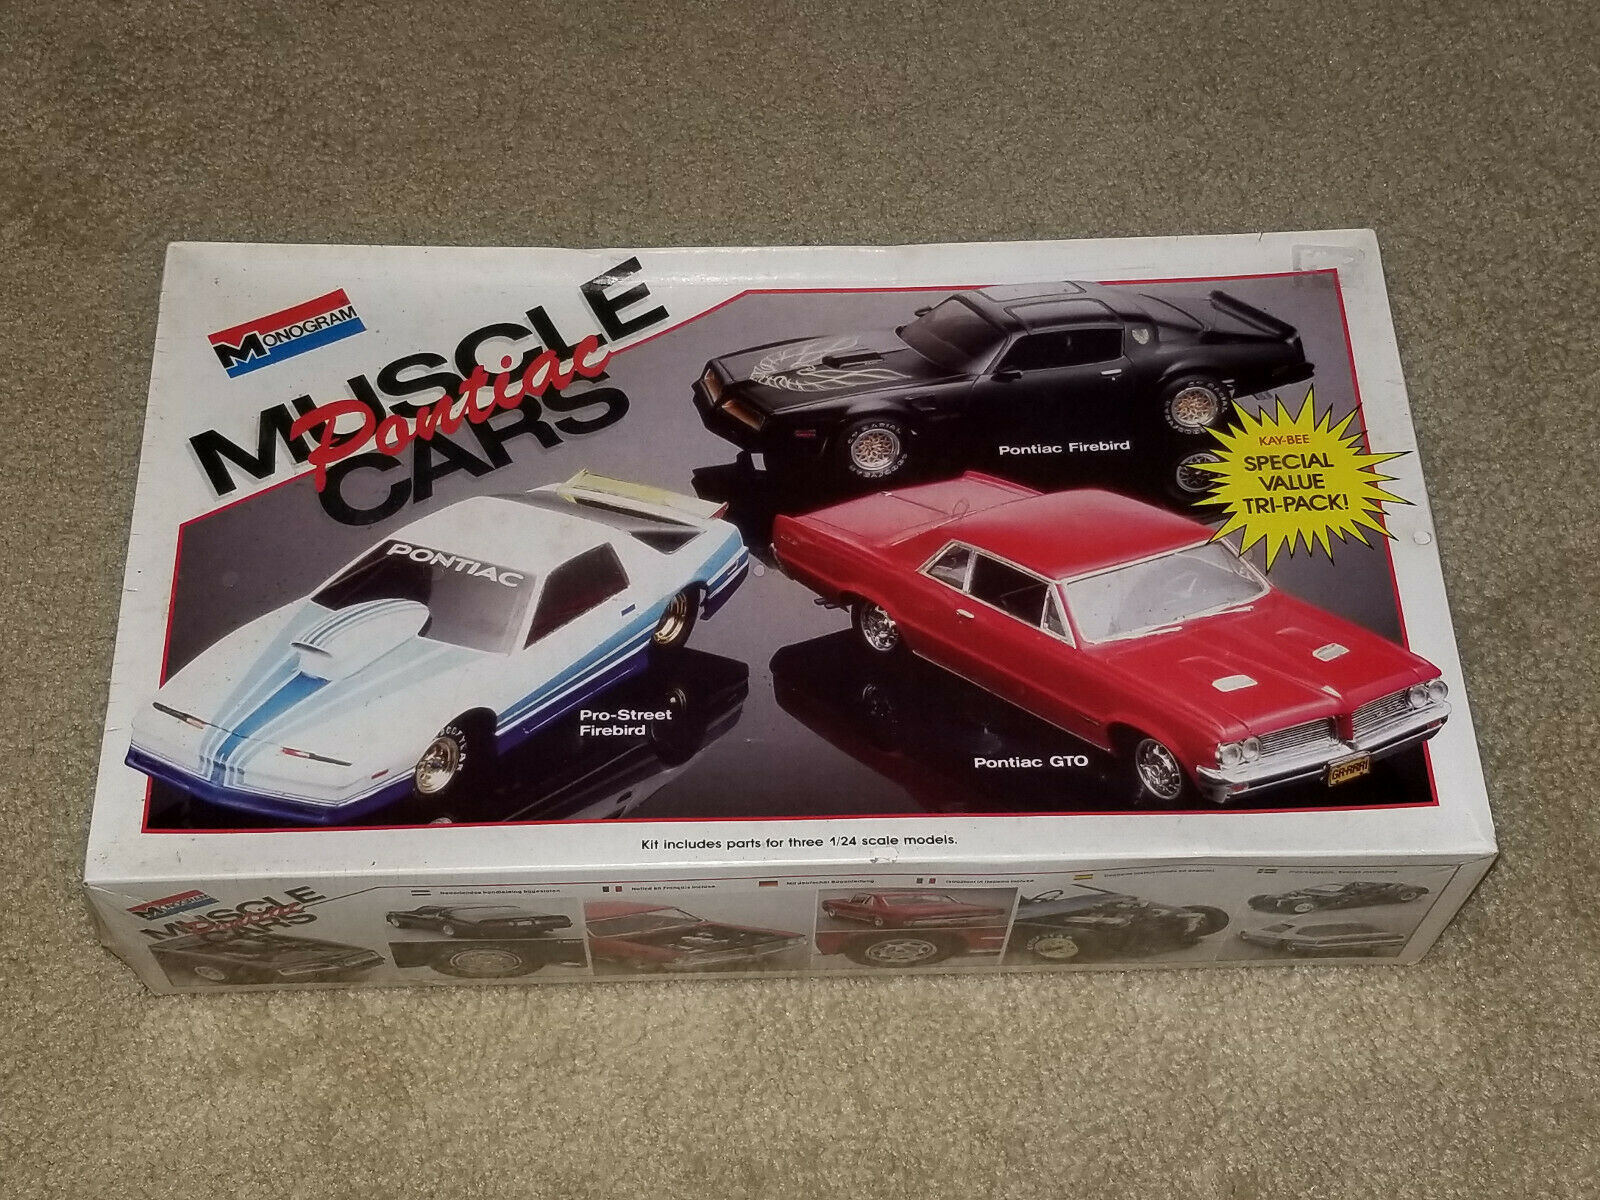 MONOGRAM
MUSCLE
Pontiac
CARS
Pontiac Firebird
KAY-BEE
SPECIAL
VALUE
TRI-PACK!
PONTIAC
Pro-Street
Firebird
Pontiac GTO
GR-RRR!
Kit includes parts for three 1/24 scale models.
MONOGRAM
MUSCLE
Pontiac
CARS